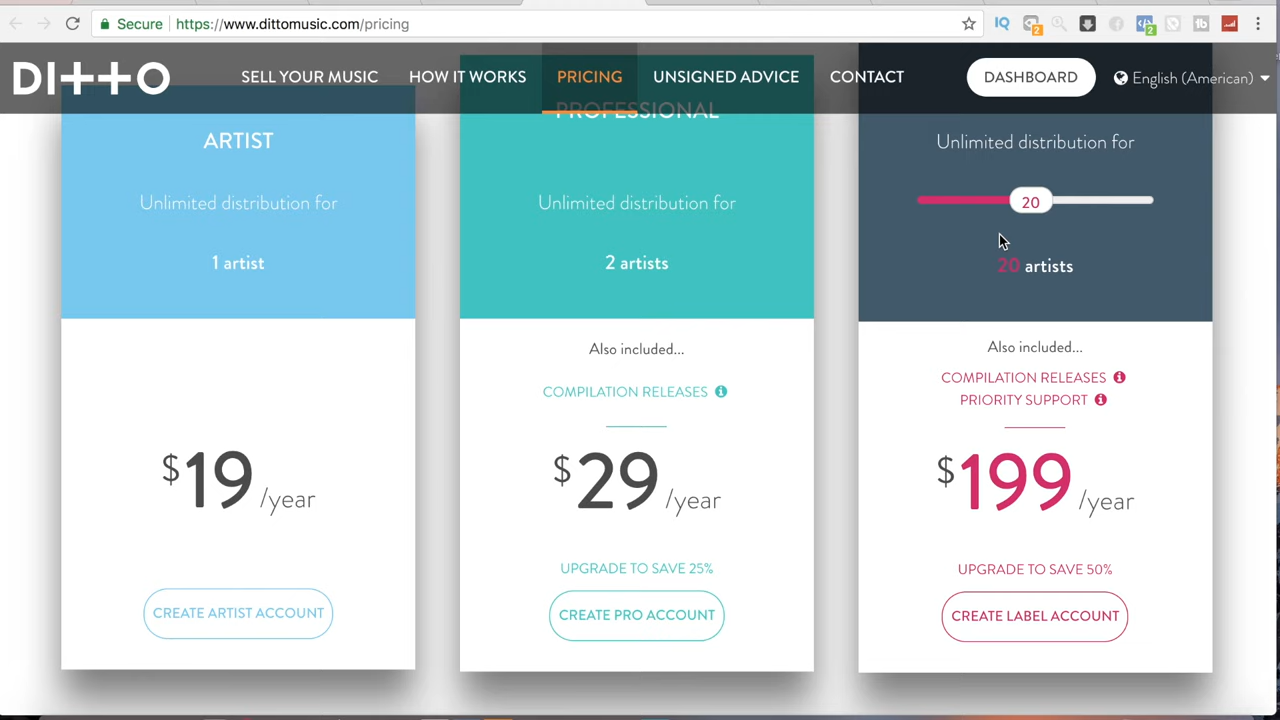 Secure
https://www.dittomusic.com/pricing
2
2
DITTO
SELL YOUR MUSIC
HOW IT WORKS
PRICING
UNSIGNED ADVICE
CONTACT
DASHBOARD
English (American)
ARTIST
Unlimited distribution for
1 artist
$19 /year
CREATE ARTIST ACCOUNT
PROFESSIONAL
Unlimited distribution for
2 artists
Also included...
COMPILATION RELEASES
$29 /year
UPGRADE TO SAVE 25%
CREATE PRO ACCOUNT
Unlimited distribution for
20
20 artists
Also included...
COMPILATION RELEASES
PRIORITY SUPPORT
$199 /year
UPGRADE TO SAVE 50%
CREATE LABEL ACCOUNT